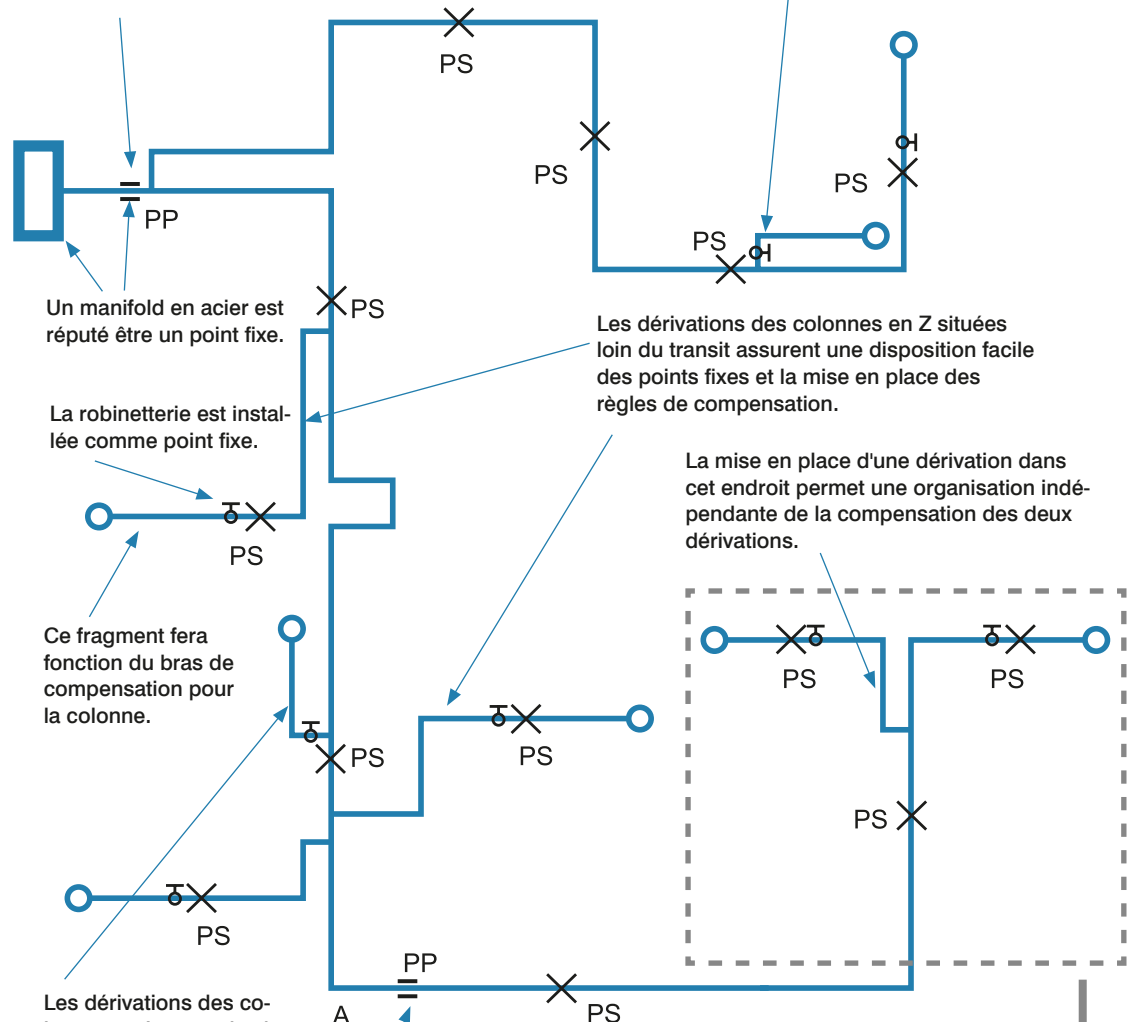 PS
PS
PS
PS
PP
Un manifold en acier est
réputé être un point fixe.
PS
Les dérivations des colonnes en Z situées
loin du transit assurent une disposition facile
des points fixes et la mise en place des
règles de compensation.
La robinetterie est instal-
lée comme point fixe.
La mise en place d'une dérivation dans
cet endroit permet une organisation indé-
pendante de la compensation des deux
dérivations.
PS
Ce fragment fera
fonction du bras de
compensation pour
la colonne.
PS
PS
PS
PS
PS
PS
PP
Les dérivations des co-
A
PS